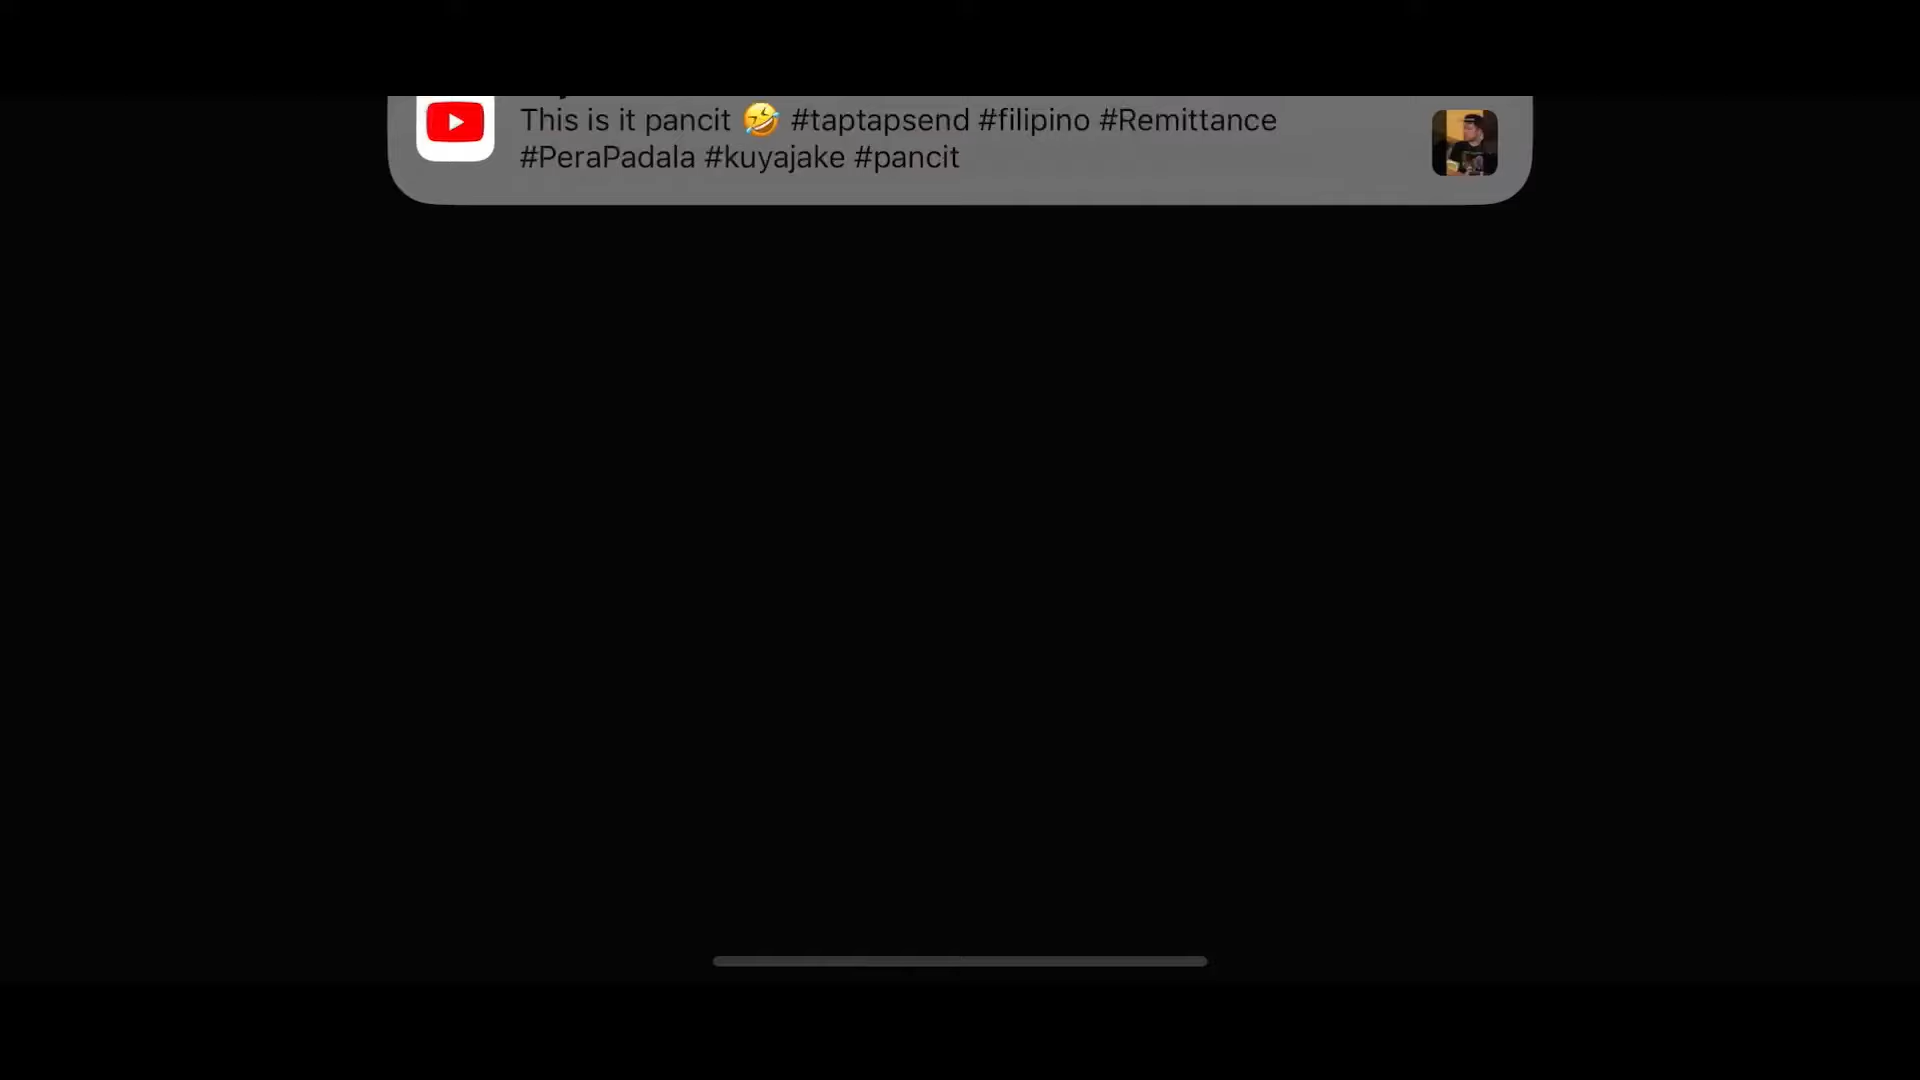 This is it pancit 🤣 #taptapsend #filipino #Remittance
#PeraPadala #kuyajake #pancit